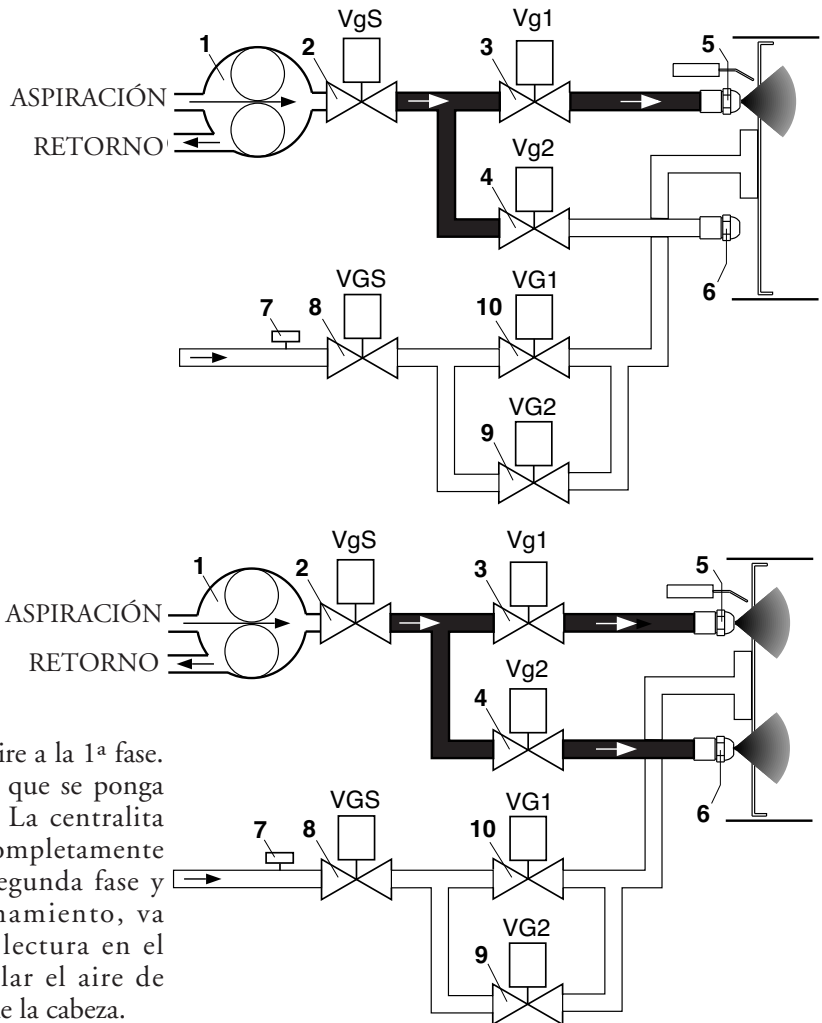 VgS Vg1
1 2 3 5
ASPIRACIÓN
RETORNO
Vg2
4
6
VGS VG1
7 8 10
VG2
9
VgS Vg1
1 2 3 5
ASPIRACIÓN
RETORNO
Vg2
4
6
ire a la 1ª fase.
que se ponga
La centralita
ompletamente
egunda fase y
namiento, va
lectura en el
lar el aire de
e la cabeza.
VGS VG1
7 8 10
VG2
9